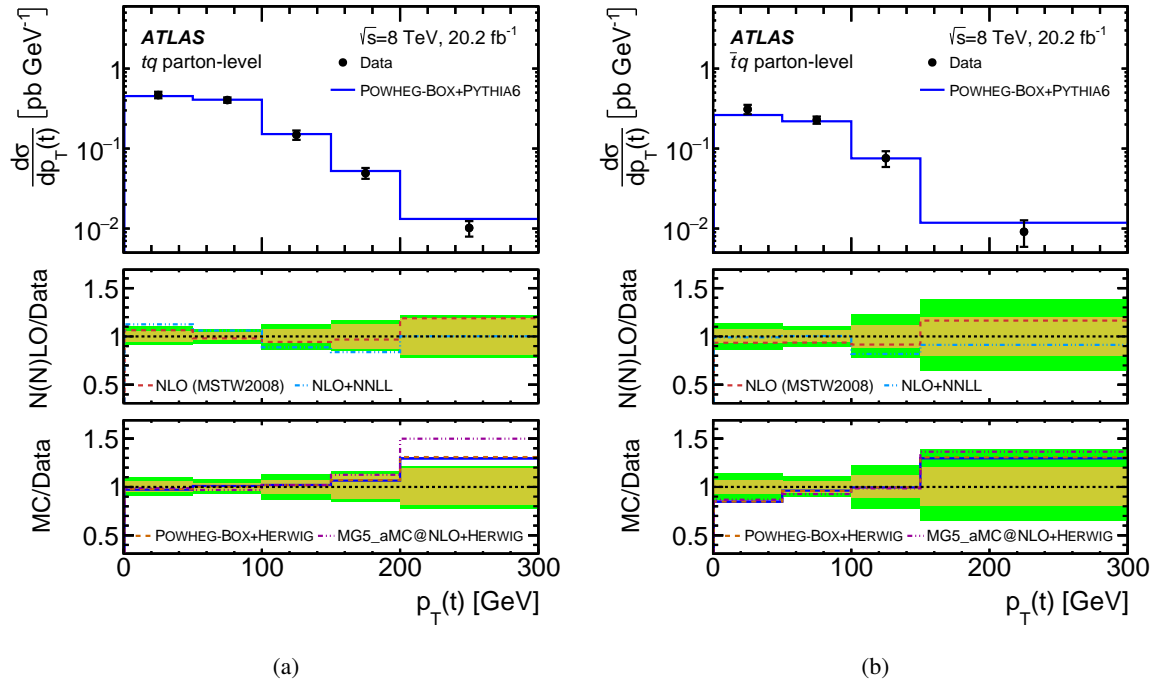 ATLAS
tq parton-level
√s=8 TeV, 20.2 fb⁻¹
Data
POWHEG-BOX+PYTHIA6
dσ/dp_T(t) [pb GeV⁻¹]
1
10⁻¹
10⁻²
N(N)LO/Data
1.5
1
0.5
NLO (MSTW2008)
NLO+NNLL
MC/Data
1.5
1
0.5
POWHEG-BOX+HERWIG
MG5_aMC@NLO+HERWIG
0 100 200 300
p_T(t) [GeV]
(a)
ATLAS
t̄q parton-level
√s=8 TeV, 20.2 fb⁻¹
Data
POWHEG-BOX+PYTHIA6
dσ/dp_T(t̄) [pb GeV⁻¹]
1
10⁻¹
10⁻²
N(N)LO/Data
1.5
1
0.5
NLO (MSTW2008)
NLO+NNLL
MC/Data
1.5
1
0.5
POWHEG-BOX+HERWIG
MG5_aMC@NLO+HERWIG
0 100 200 300
p_T(t) [GeV]
(b)